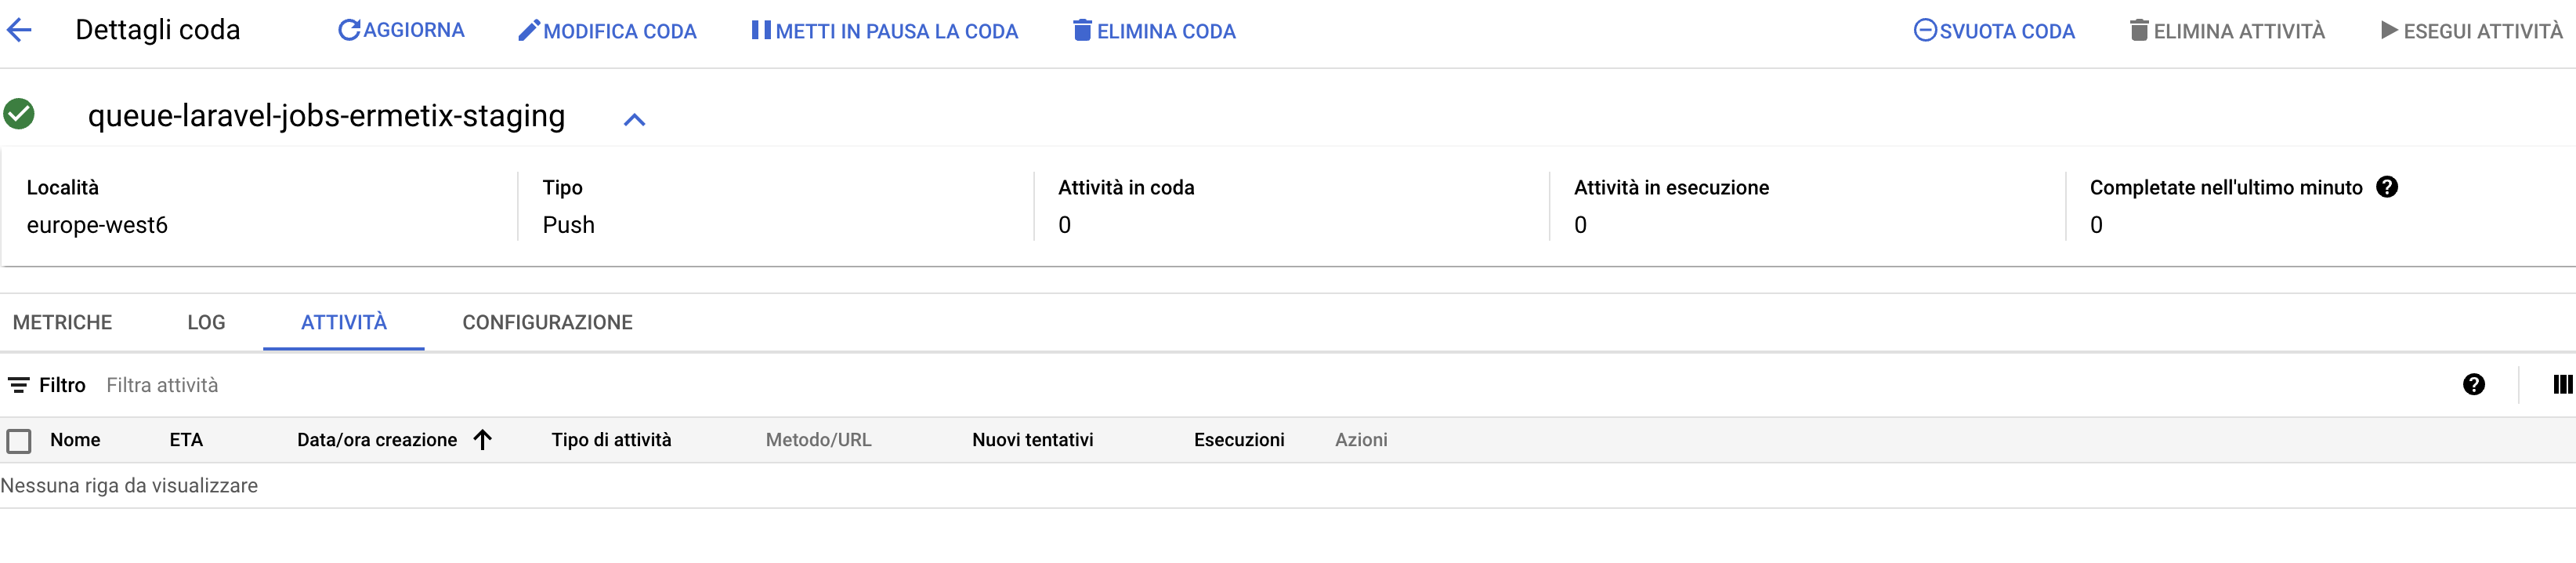 Dettagli coda AGGIORNA MODIFICA CODA METTI IN PAUSA LA CODA ELIMINA CODA SVUOTA CODA ELIMINA ATTIVITÀ ESEGUI ATTIVITÀ
queue-laravel-jobs-ermetix-staging
Località Tipo Attività in coda Attività in esecuzione Completate nell'ultimo minuto ?
europe-west6 Push 0 0 0
METRICHE LOG ATTIVITÀ CONFIGURAZIONE
Filtro Filtra attività ?
Nome ETA Data/ora creazione Tipo di attività Metodo/URL Nuovi tentativi Esecuzioni Azioni
Nessuna riga da visualizzare